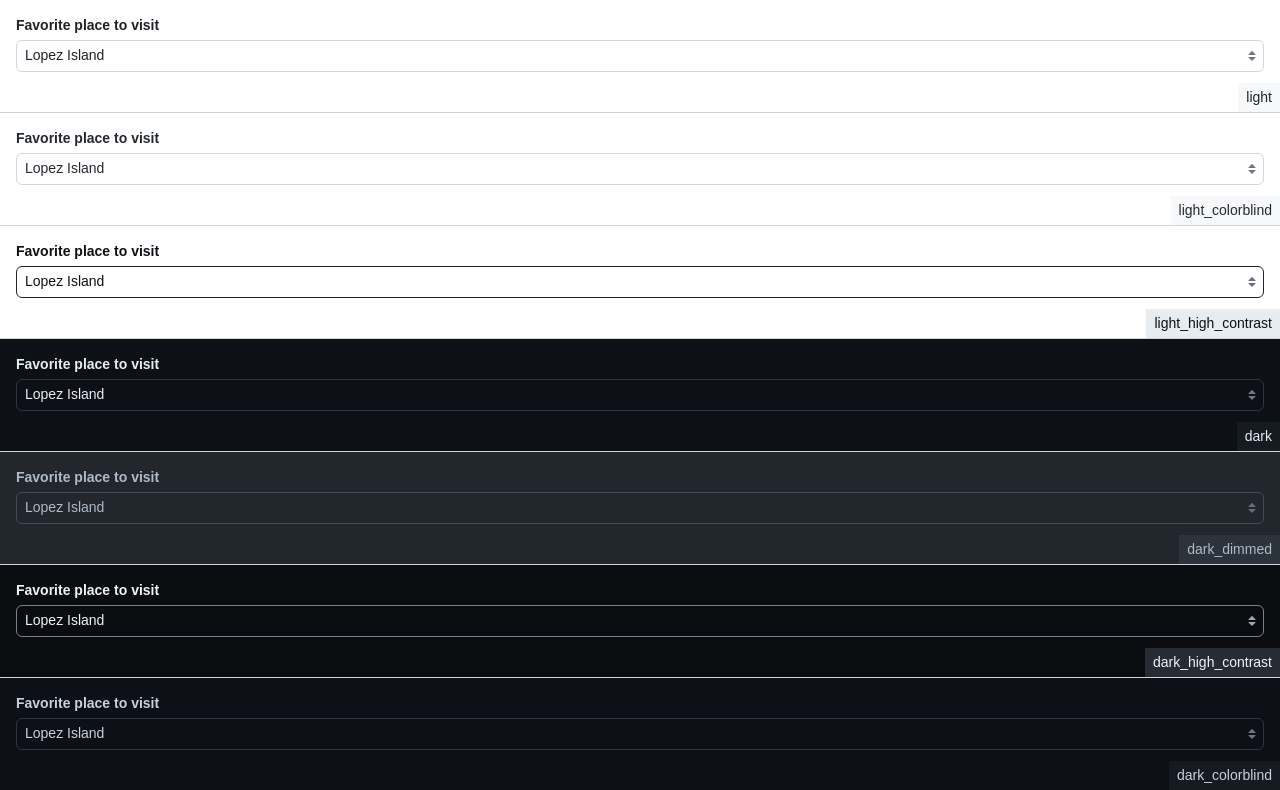 Favorite place to visit
Lopez Island
light
Favorite place to visit
Lopez Island
light_colorblind
Favorite place to visit
Lopez Island
light_high_contrast
Favorite place to visit
Lopez Island
dark
Favorite place to visit
Lopez Island
dark_dimmed
Favorite place to visit
Lopez Island
dark_high_contrast
Favorite place to visit
Lopez Island
dark_colorblind